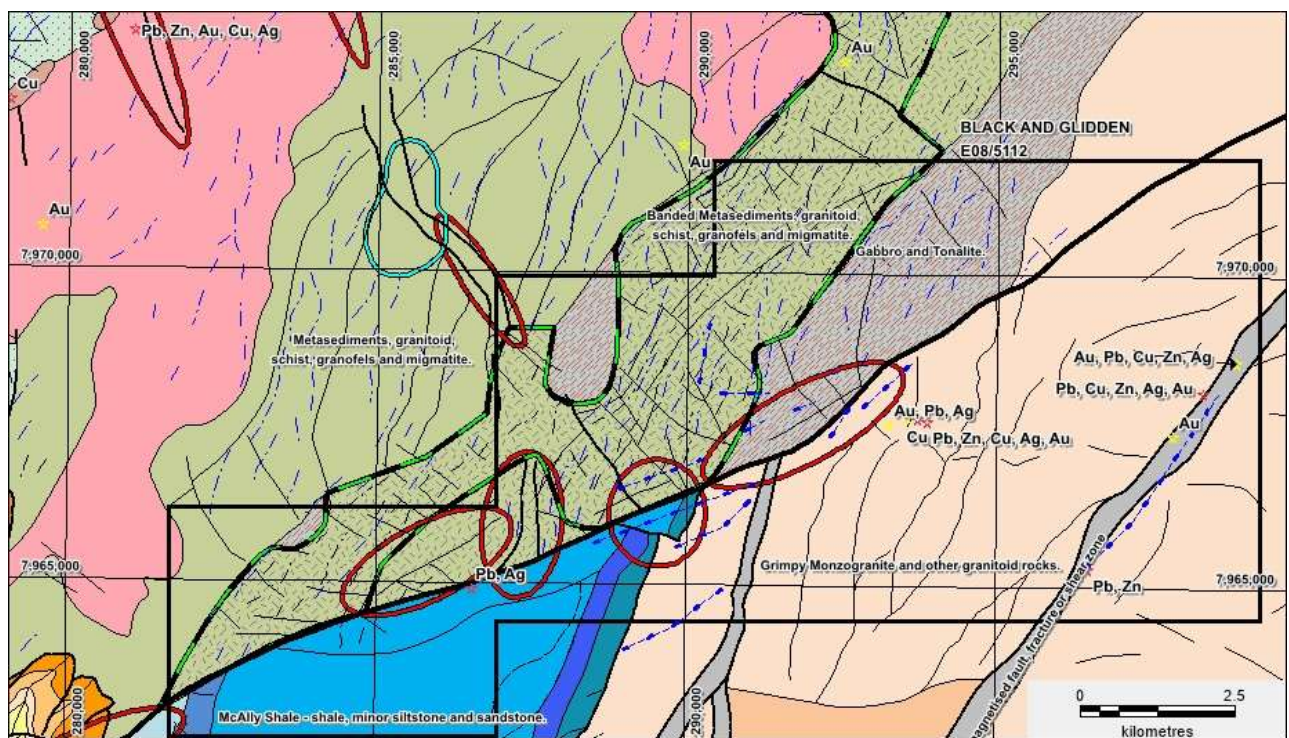 280,000
285,000
290,000
295,000
Pb, Zn, Au, Cu, Ag
Cu
Au
Au
Au
BLACK AND GLIDDEN
E08/5112
Banded Metasediments, granitoid,
schist, granofels and migmatite.
Gabbro and Tonalite.
7,970,000
7,970,000
Metasediments, granitoid,
schist, granofels and migmatite.
Au, Pb, Cu, Zn, Ag
Pb, Cu, Zn, Ag, Au
Au, Pb, Ag
Cu
Pb, Zn, Cu, Ag, Au
Au
7,965,000
Pb, Ag
Grimpy Monzogranite and other granitoid rocks.
7,965,000
Pb, Zn
magnetised fault, fracture or shear zone
McAlly Shale - shale, minor siltstone and sandstone.
280,000
290,000
0
2.5
kilometres